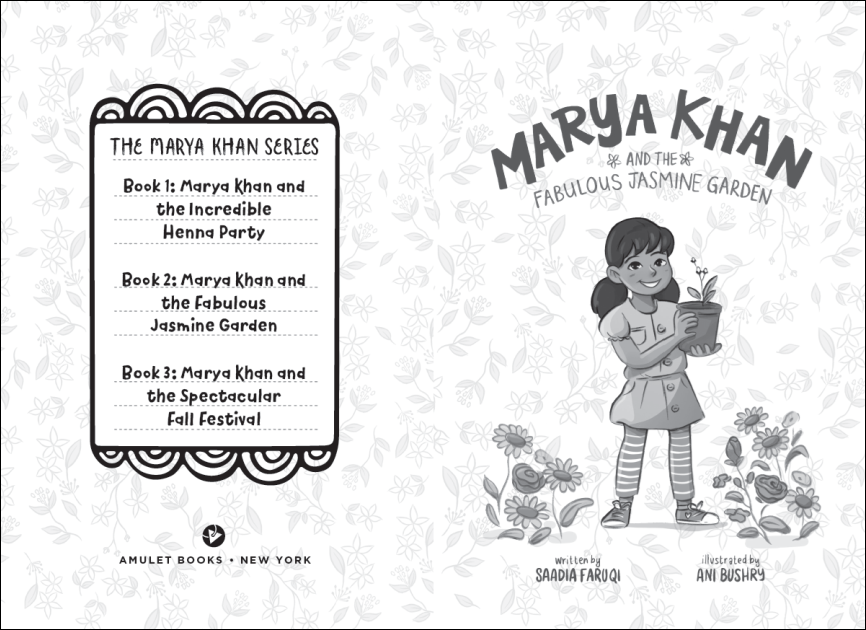 THE MARYA KHAN SERIES
Book 1: Marya Khan and
the Incredible
Henna Party
Book 2: Marya Khan and
the Fabulous
Jasmine Garden
Book 3: Marya Khan and
the Spectacular
Fall Festival
AMULET BOOKS • NEW YORK
MARYA KHAN
AND THE
FABULOUS JASMINE GARDEN
written by
SAADIA FARUQI
illustrated by
ANI BUSHRY